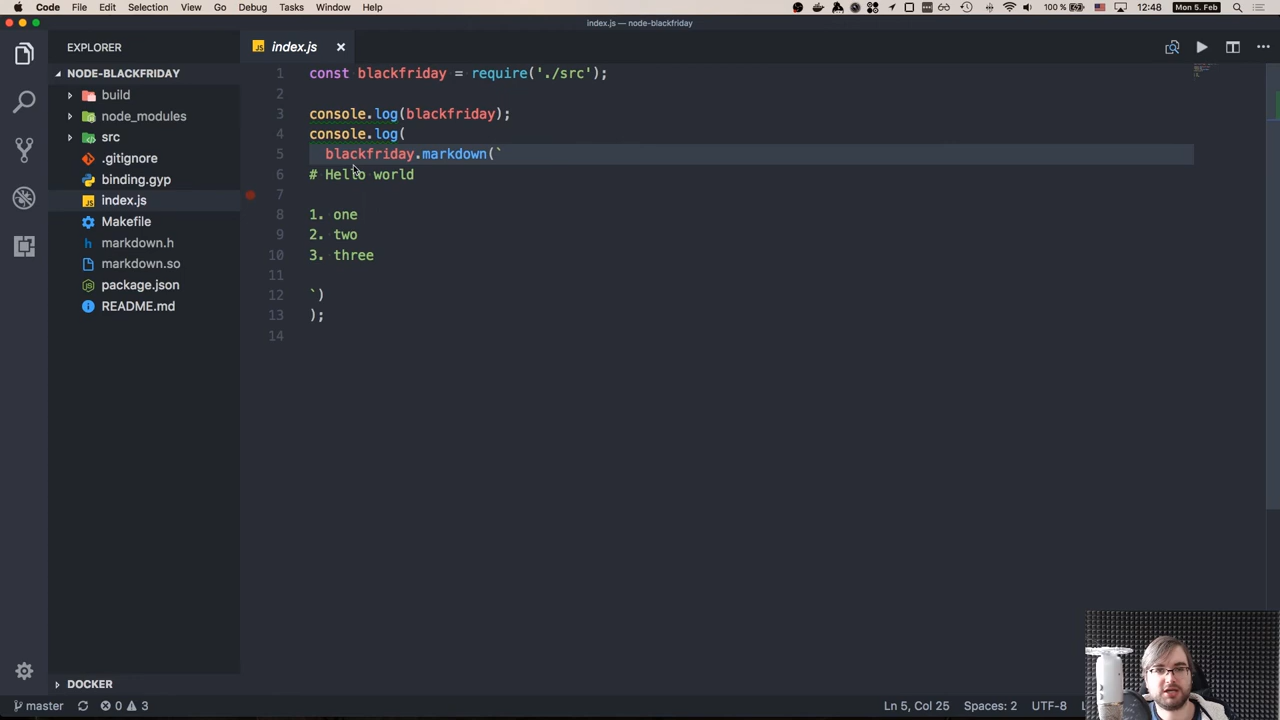 Code File Edit Selection View Go Debug Tasks Window Help
100% Mon 5. Feb 12:48
index.js — node-blackfriday
EXPLORER
NODE-BLACKFRIDAY
build
node_modules
src
.gitignore
binding.gyp
JS index.js
Makefile
h markdown.h
markdown.so
package.json
README.md
DOCKER
JS index.js
1 const blackfriday = require('./src');
2
3 console.log(blackfriday);
4 console.log(
5 blackfriday.markdown(`
6 # Hello world
7
8 1. one
9 2. two
10 3. three
11
12 `)
13 );
14
master 0 3
Ln 5, Col 25 Spaces: 2 UTF-8